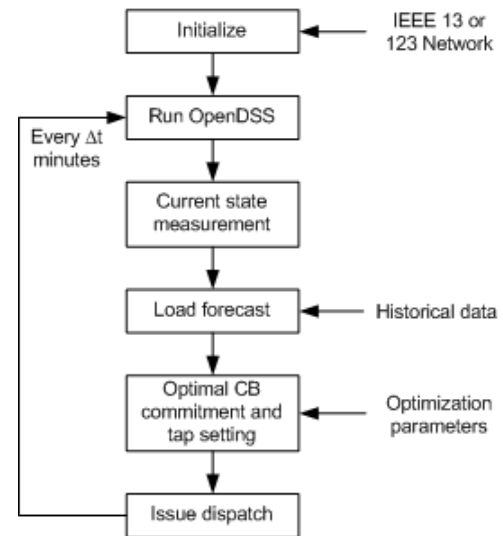 Initialize
IEEE 13 or
123 Network
Run OpenDSS
Every Δt
minutes
Current state
measurement
Load forecast
Historical data
Optimal CB
commitment and
tap setting
Optimization
parameters
Issue dispatch